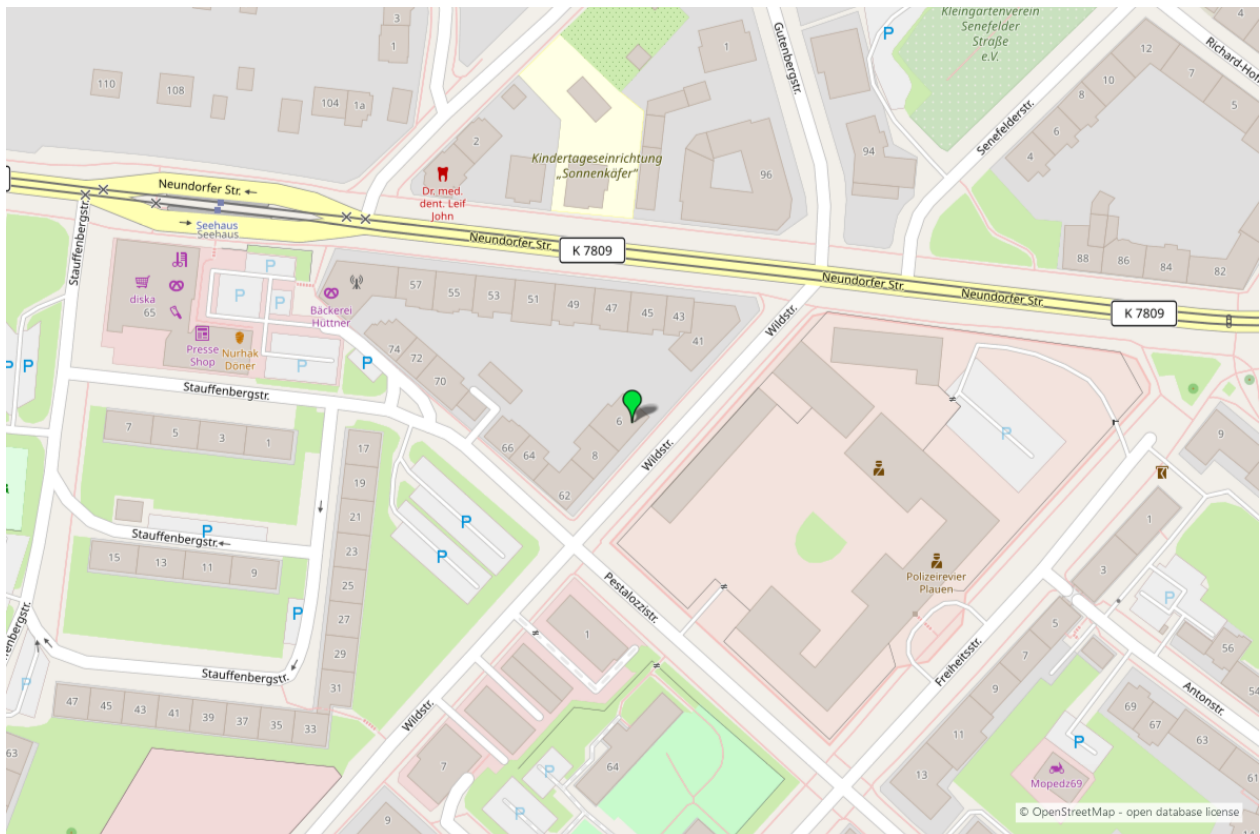 Kleingartenverein
Senefelder
Straße
e.V.
P
3
1
1
Gutenbergstr.
12
10
8
6
4
7
5
4
Richard-Hof
Senefelderstr.
110
108
104
1a
2
Kindertageseinrichtung
„Sonnenkäfer“
96
94
Dr. med.
dent. Leif
John
Neundorfer Str.
Seehaus
Seehaus
Neundorfer Str.
K 7809
Neundorfer Str.
Neundorfer Str.
K 7809
88
86
84
82
Stauffenbergstr.
diska
65
P
P
P
P
P
Presse
Shop
Nurhak
Döner
Bäckerei
Hüttner
57
55
53
51
49
47
45
43
41
Wildstr.
74
72
70
P
P
Stauffenbergstr.
7
5
3
1
17
19
21
23
25
27
29
31
66
64
62
6
8
Wildstr.
P
9
P
P
P
Stauffenbergstr.
15
13
11
9
P
Polizeirevier
Plauen
1
3
5
7
9
11
13
Pestalozzistr.
1
Freiheitsstr.
P
56
54
Antonstr.
Stauffenbergstr.
fenbergstr.
P
47
45
43
41
39
37
35
33
63
Wildstr.
7
9
P
64
69
67
63
61
P
Mopedz69
© OpenStreetMap - open database license